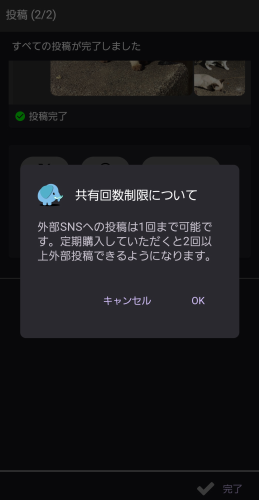 投稿 (2/2)
すべての投稿が完了しました
投稿完了
共有回数制限について
外部SNSへの投稿は1回まで可能で
す。定期購入していただくと2回以
上外部投稿できるようになります。
キャンセル
OK
完了